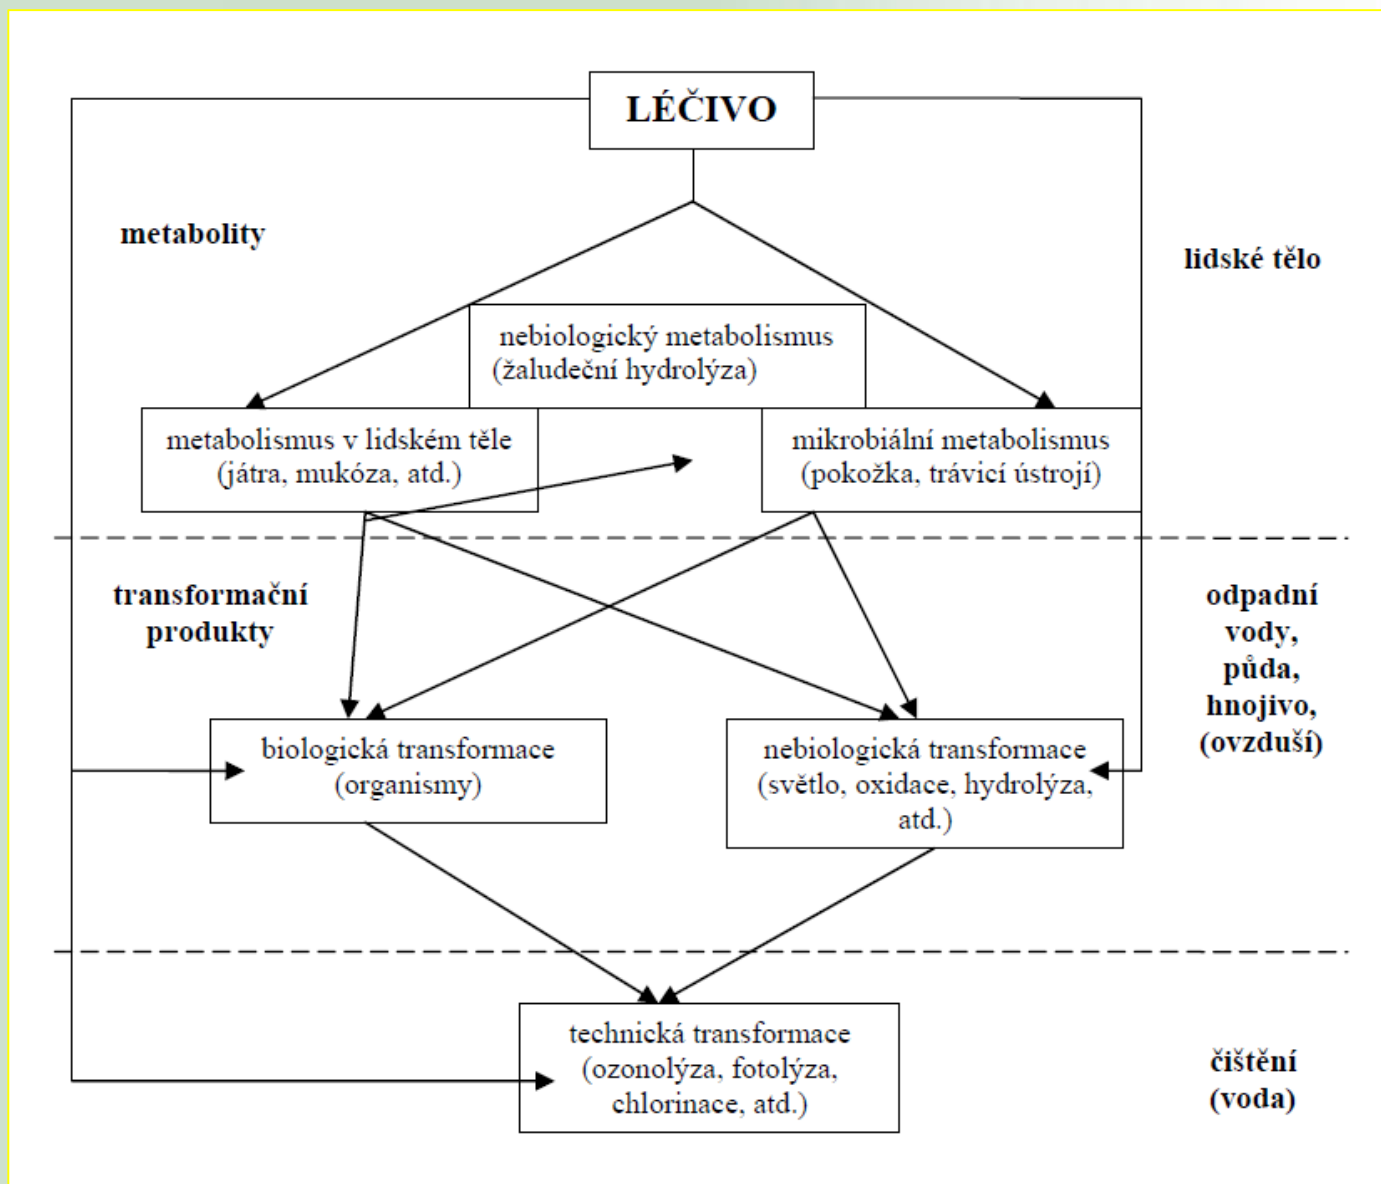 LÉČIVO
metabolity
lidské tělo
nebiologický metabolismus
(žaludeční hydrolýza)
metabolismus v lidském těle
(játra, mukóza, atd.)
mikrobiální metabolismus
(pokožka, trávicí ústrojí)
transformační
produkty
odpadní
vody,
půda,
hnojivo,
(ovzduší)
biologická transformace
(organismy)
nebiologická transformace
(světlo, oxidace, hydrolýza,
atd.)
technická transformace
(ozonolýza, fotolýza,
chlorinace, atd.)
čištění
(voda)